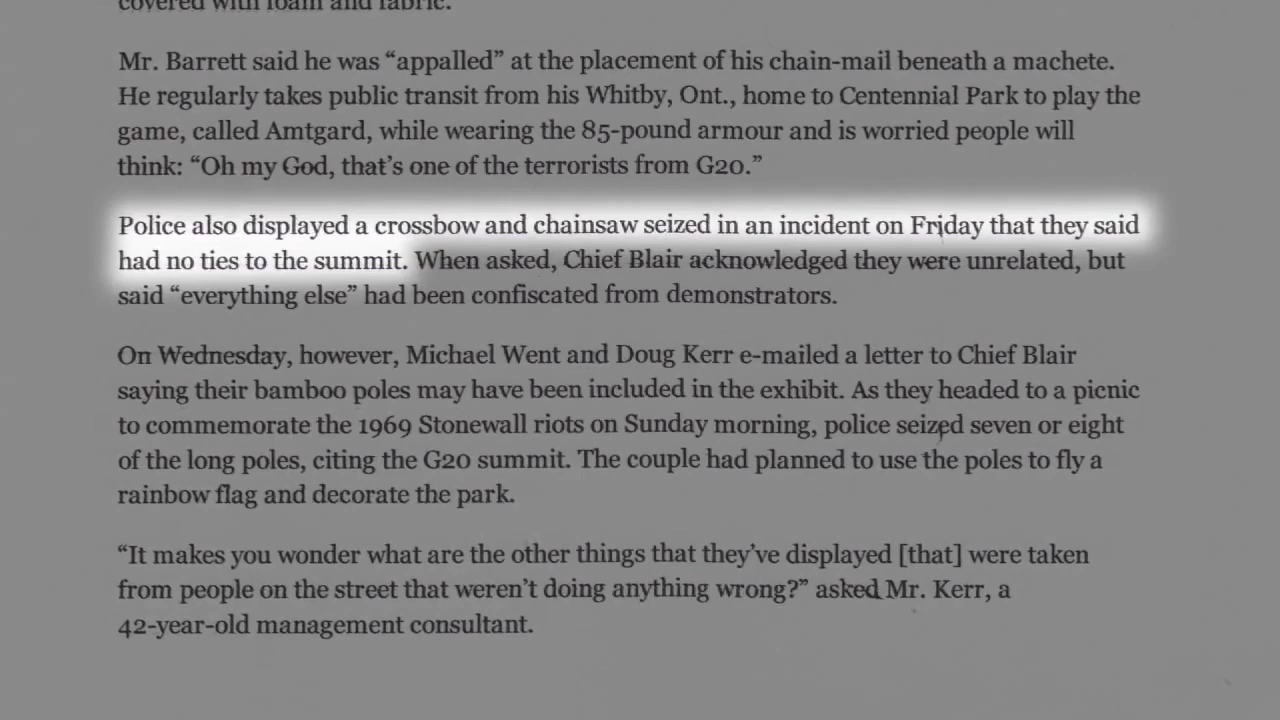 covered with foam and fabric.
Mr. Barrett said he was “appalled” at the placement of his chain-mail beneath a machete.
He regularly takes public transit from his Whitby, Ont., home to Centennial Park to play the
game, called Amtgard, while wearing the 85-pound armour and is worried people will
think: “Oh my God, that’s one of the terrorists from G20.”
Police also displayed a crossbow and chainsaw seized in an incident on Friday that they said
had no ties to the summit. When asked, Chief Blair acknowledged they were unrelated, but
said “everything else” had been confiscated from demonstrators.
On Wednesday, however, Michael Went and Doug Kerr e-mailed a letter to Chief Blair
saying their bamboo poles may have been included in the exhibit. As they headed to a picnic
to commemorate the 1969 Stonewall riots on Sunday morning, police seized seven or eight
of the long poles, citing the G20 summit. The couple had planned to use the poles to fly a
rainbow flag and decorate the park.
“It makes you wonder what are the other things that they’ve displayed [that] were taken
from people on the street that weren’t doing anything wrong?” asked Mr. Kerr, a
42-year-old management consultant.